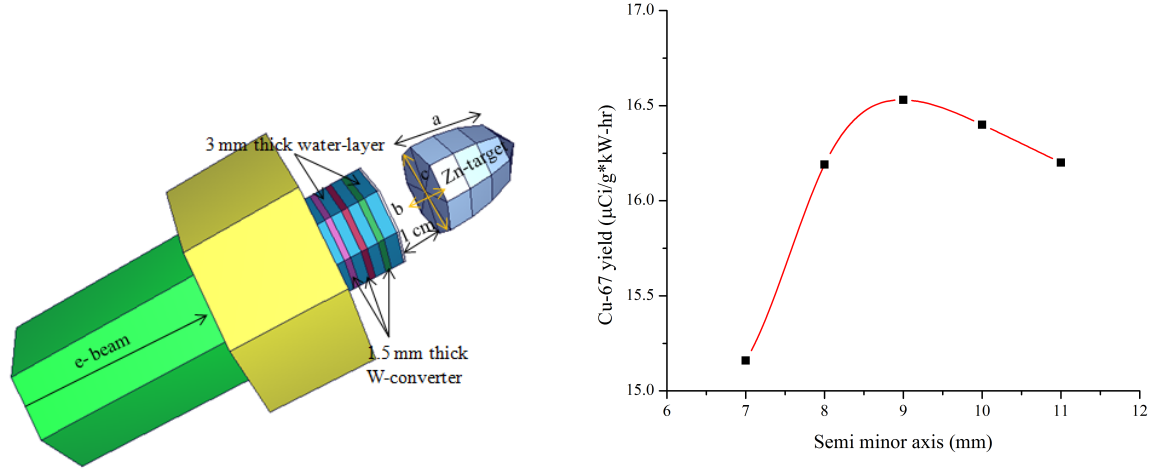 3 mm thick water-layer
a
Zn-target
c
b
1 cm
e- beam
1.5 mm thick
W-converter
17.0
16.5
16.0
15.5
15.0
Cu-67 yield (μCi/g*kW-hr)
6
7
8
9
10
11
12
Semi minor axis (mm)